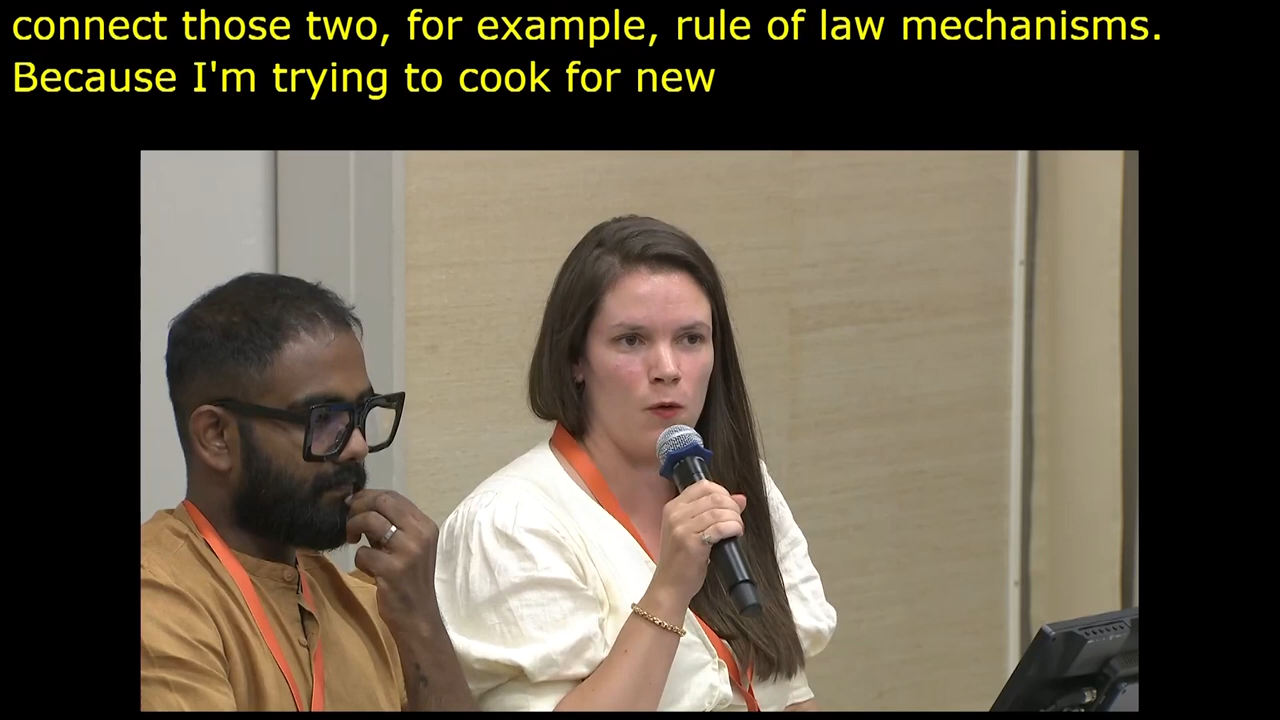 connect those two, for example, rule of law mechanisms.
Because I'm trying to cook for new